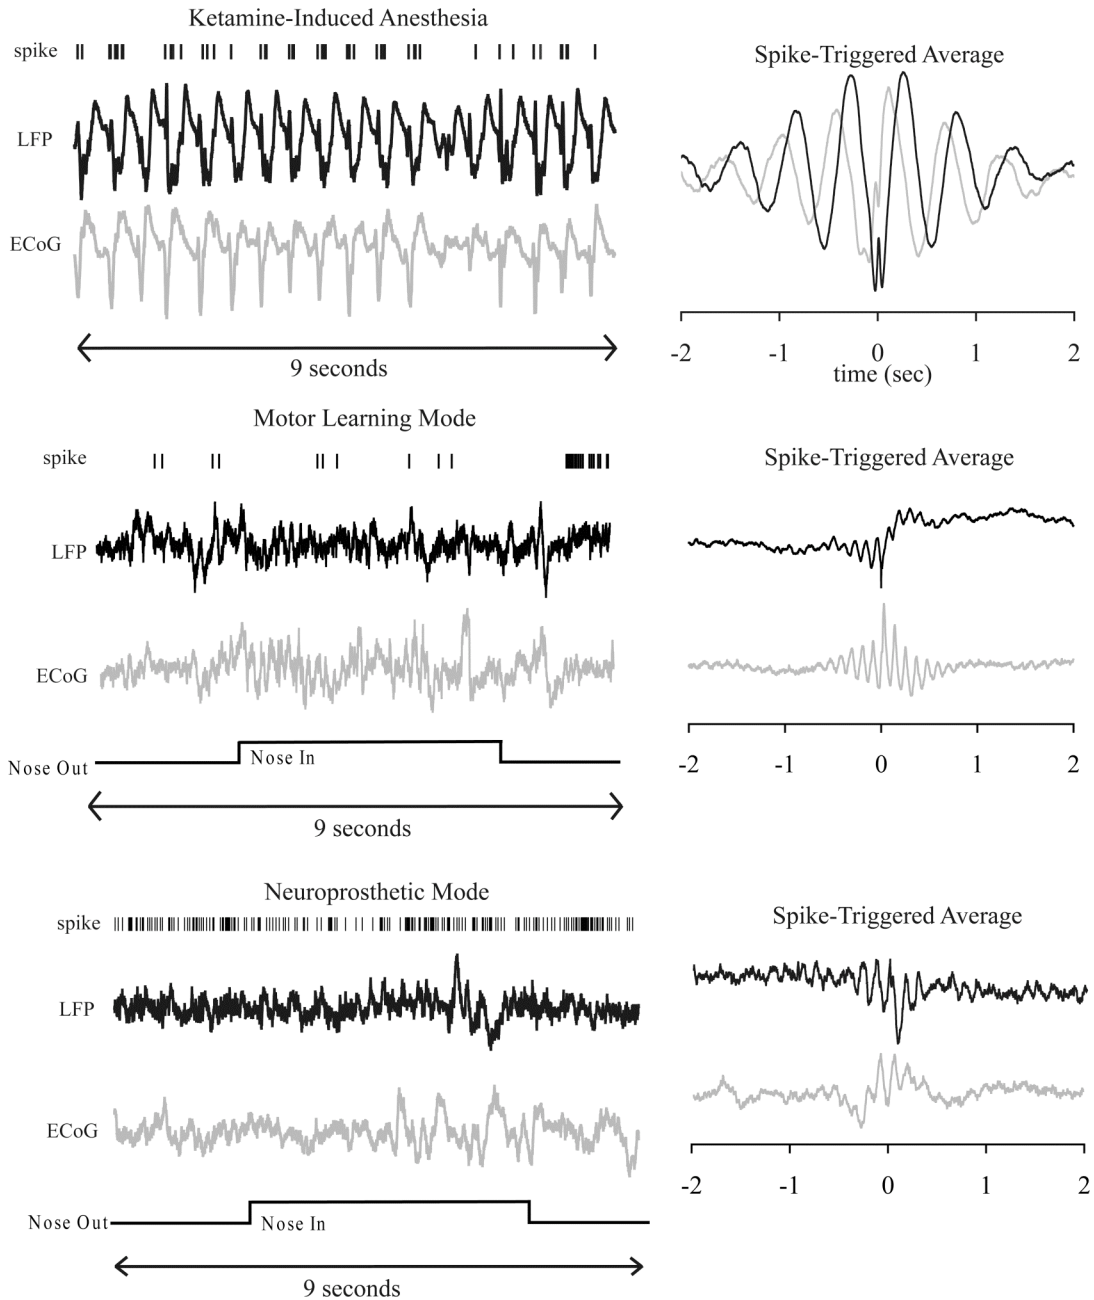 Ketamine-Induced Anesthesia
spike
LFP
ECoG
9 seconds
Spike-Triggered Average
-2 -1 0 1 2
time (sec)
Motor Learning Mode
spike
LFP
ECoG
Nose Out
Nose In
9 seconds
Spike-Triggered Average
-2 -1 0 1 2
Neuroprosthetic Mode
spike
LFP
ECoG
Nose Out
Nose In
9 seconds
Spike-Triggered Average
-2 -1 0 1 2